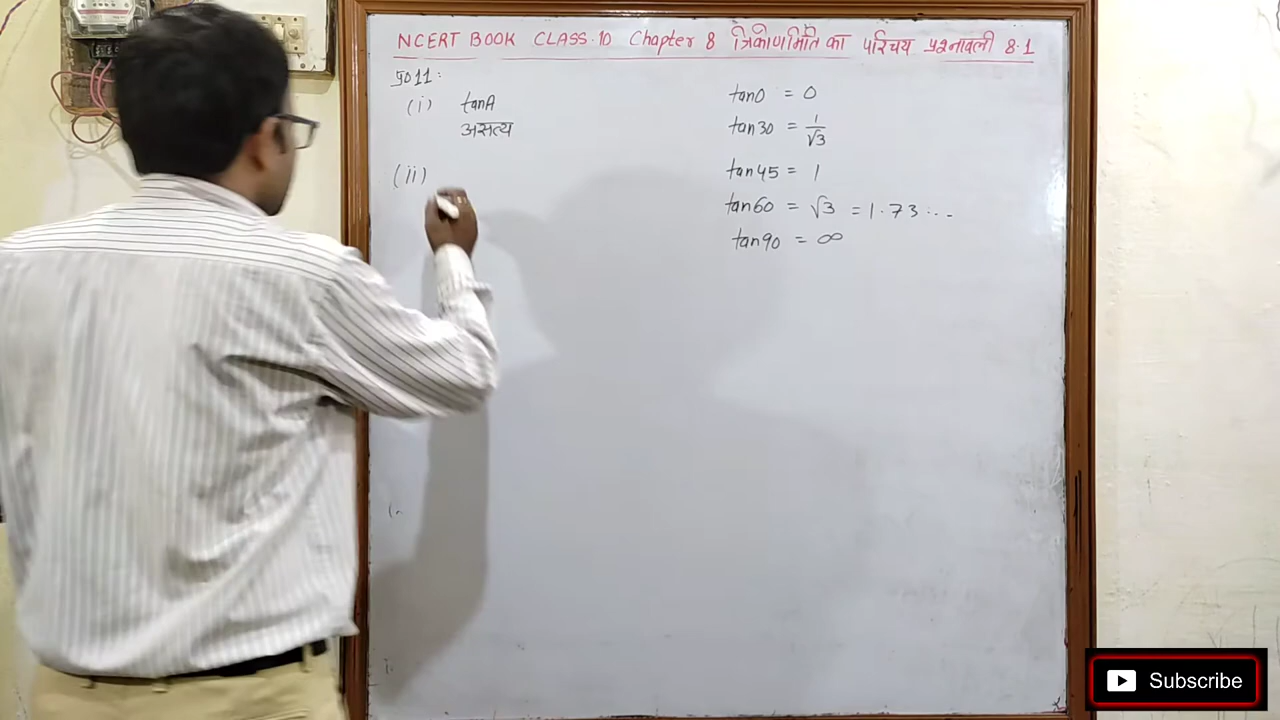 NCERT BOOK CLASS.10 Chapter 8 त्रिकोणमिति का परिचय प्रश्नावली 8.1
प्र011:
(i) tanA
असत्य
(ii)
tan0 = 0
tan30 = 1/√3
tan45 = 1
tan60 = √3 = 1.73...
tan90 = ∞
Subscribe